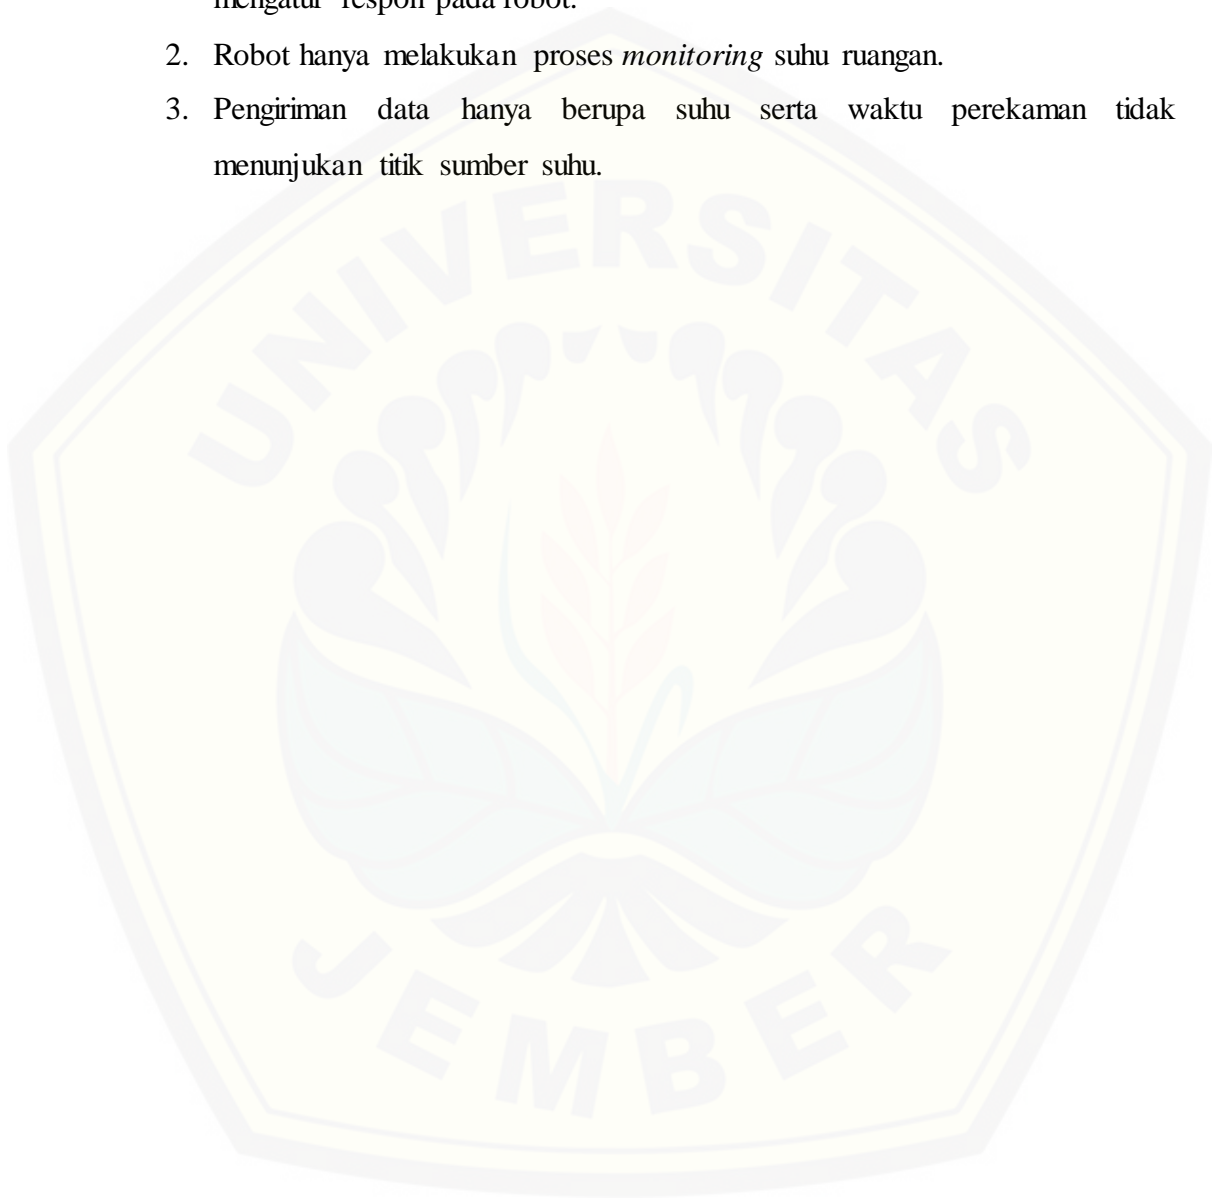 mengatur respon pada robot.
2. Robot hanya melakukan proses monitoring suhu ruangan.
3. Pengiriman data hanya berupa suhu serta waktu perekaman tidak
menunjukan titik sumber suhu.
UNIVERSITAS
JEMBER